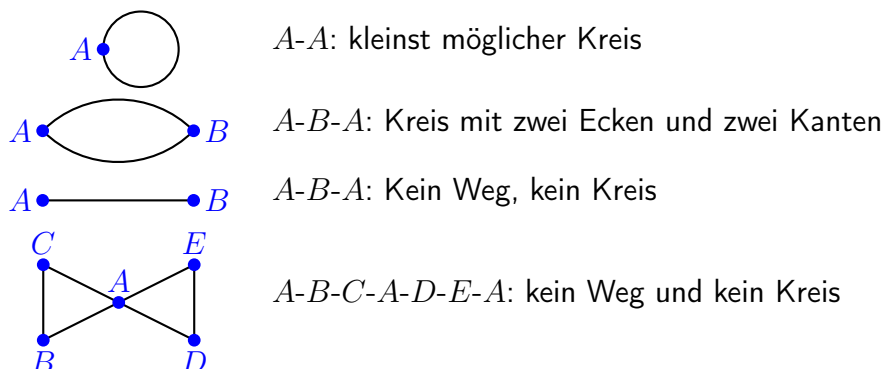 A
A-A: kleinst möglicher Kreis
A B
A-B-A: Kreis mit zwei Ecken und zwei Kanten
A B
A-B-A: Kein Weg, kein Kreis
C E
A
A-B-C-A-D-E-A: kein Weg und kein Kreis
B D